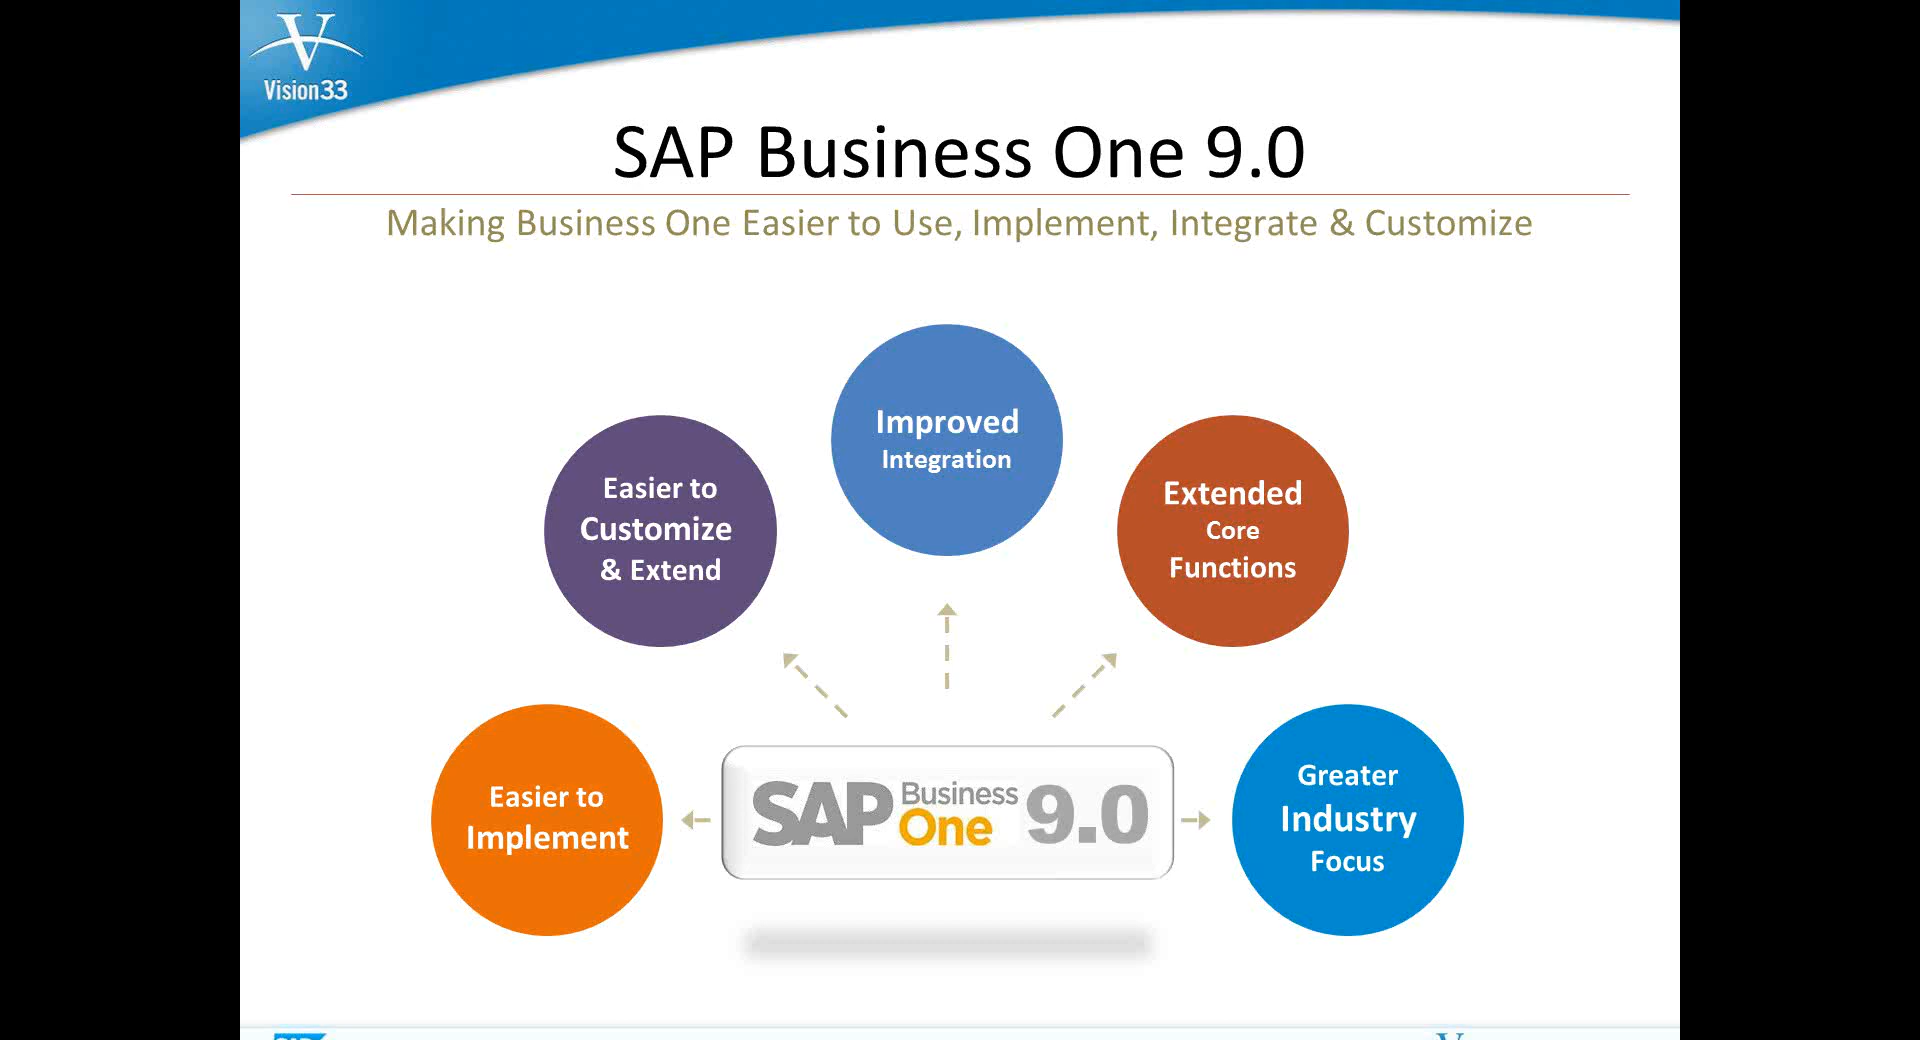 Vision33
SAP Business One 9.0
Making Business One Easier to Use, Implement, Integrate & Customize
Improved
Integration
Easier to
Customize
& Extend
Extended
Core
Functions
Easier to
Implement
SAP Business One 9.0
Greater
Industry
Focus
SAP
V